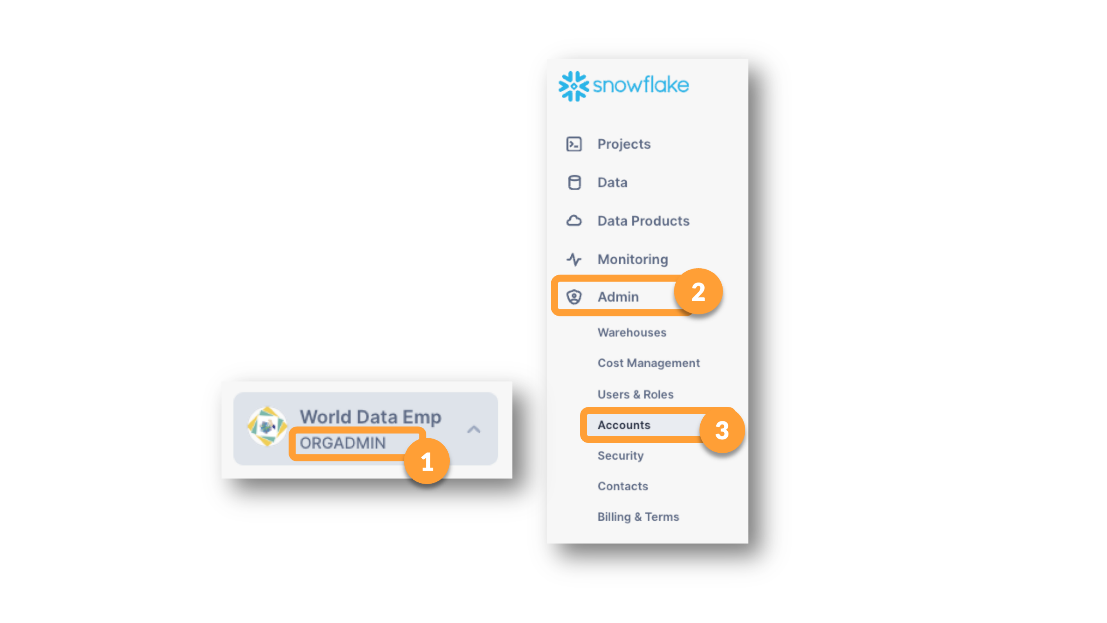 snowflake
Projects
Data
Data Products
Monitoring
Admin
2
Warehouses
Cost Management
Users & Roles
Accounts
3
Security
Contacts
Billing & Terms
World Data Emp
ORGADMIN
1